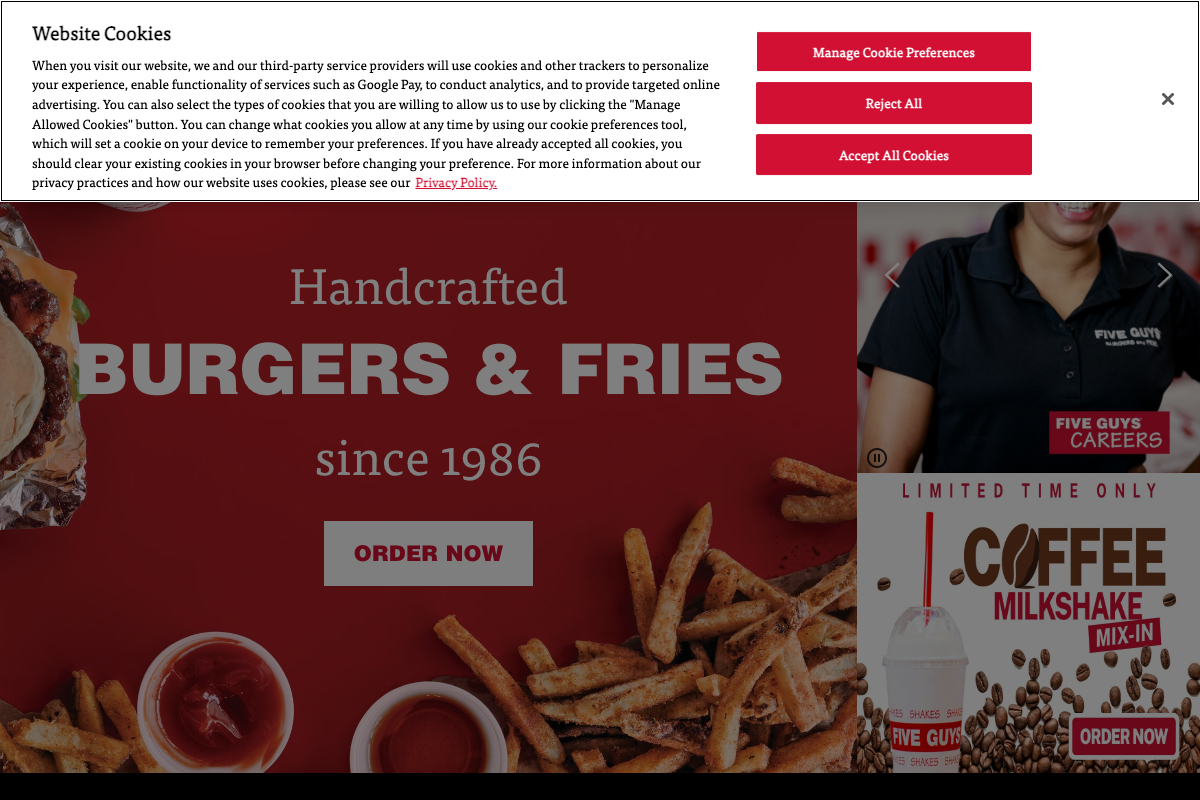 Website Cookies
When you visit our website, we and our third-party service providers will use cookies and other trackers to personalize
your experience, enable functionality of services such as Google Pay, to conduct analytics, and to provide targeted online
advertising. You can also select the types of cookies that you are willing to allow us to use by clicking the "Manage
Allowed Cookies" button. You can change what cookies you allow at any time by using our cookie preferences tool,
which will set a cookie on your device to remember your preferences. If you have already accepted all cookies, you
should clear your existing cookies in your browser before changing your preference. For more information about our
privacy practices and how our website uses cookies, please see our Privacy Policy.
Manage Cookie Preferences
Reject All
Accept All Cookies
Handcrafted
BURGERS & FRIES
since 1986
ORDER NOW
FIVE GUYS
BURGERS and FRIES
FIVE GUYS
CAREERS
LIMITED TIME ONLY
COFFEE
MILKSHAKE
MIX-IN
SHAKES SHAKES SHAKES
FIVE GUYS
SHAKES SHAKES SHAKES
ORDER NOW